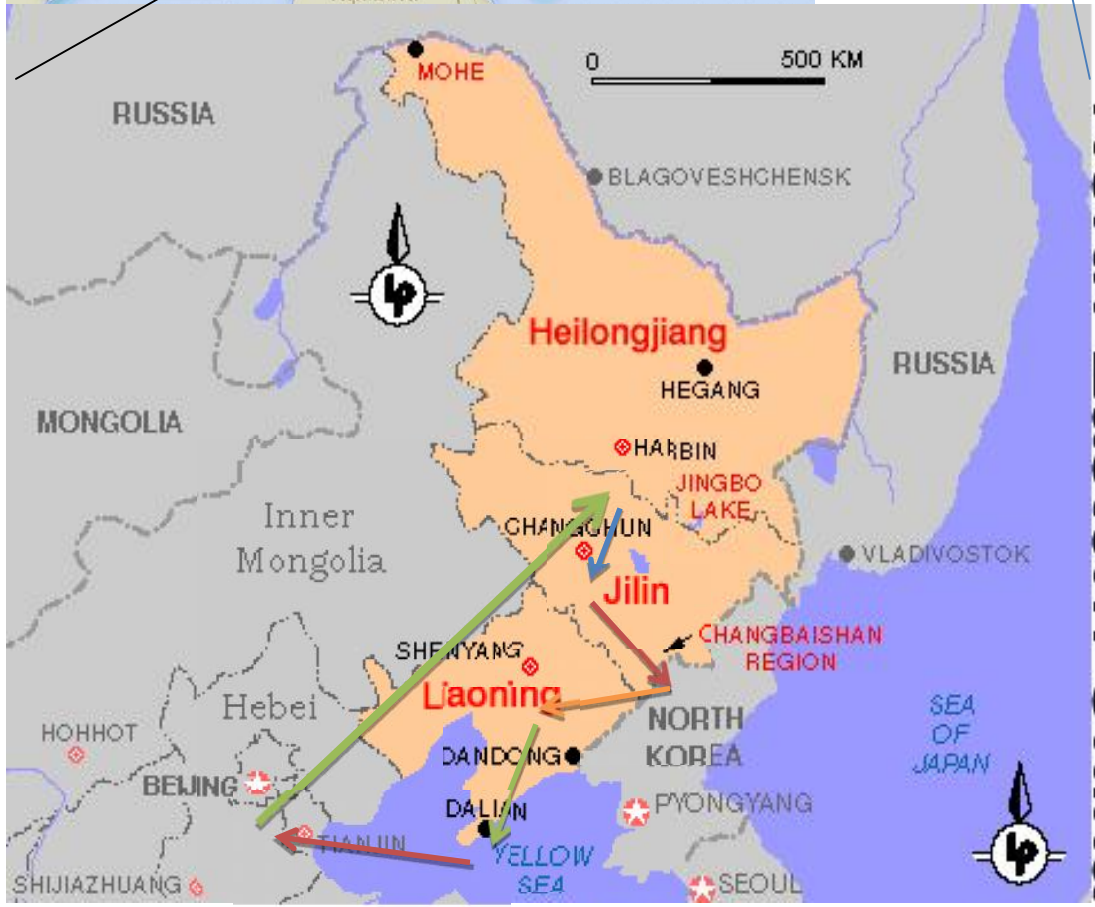 MOHE
0 500 KM
RUSSIA
BLAGOVESHCHENSK
LP
Heilongjiang
HEGANG
RUSSIA
MONGOLIA
HARBIN
JINGBO
LAKE
Inner
Mongolia
CHANGCHUN
VLADIVOSTOK
Jilin
CHANGBAISHAN
REGION
SHENYANG
Liaoning
Hebei
NORTH
KOREA
SEA
OF
JAPAN
HOHHOT
DANDONG
BEIJING
DALIAN
PYONGYANG
TIANJIN
YELLOW
SEA
LP
SHIJIAZHUANG
SEOUL